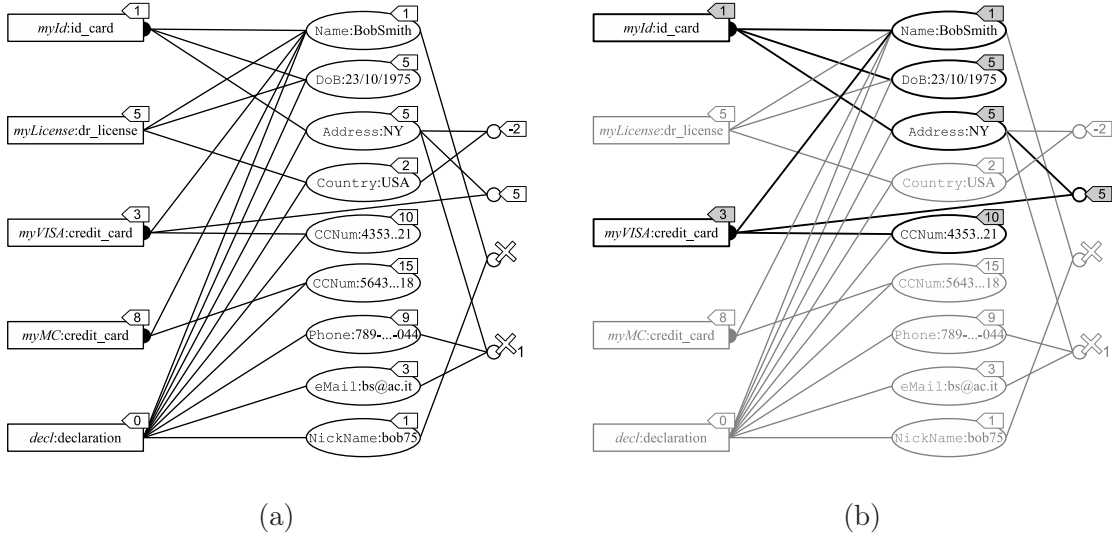 1
myId:id_card
5
myLicense:dr_license
3
myVISA:credit_card
8
myMC:credit_card
0
decl:declaration
1
Name:BobSmith
5
DoB:23/10/1975
5
Address:NY
2
Country:USA
10
CCNum:4353..21
15
CCNum:5643...18
9
Phone:789-...-044
3
eMail:bs@ac.it
1
NickName:bob75
-2
5
1
(a)
1
myId:id_card
5
myLicense:dr_license
3
myVISA:credit_card
8
myMC:credit_card
0
decl:declaration
1
Name:BobSmith
5
DoB:23/10/1975
5
Address:NY
2
Country:USA
10
CCNum:4353..21
15
CCNum:5643...18
9
Phone:789-...-044
3
eMail:bs@ac.it
1
NickName:bob75
-2
5
1
(b)